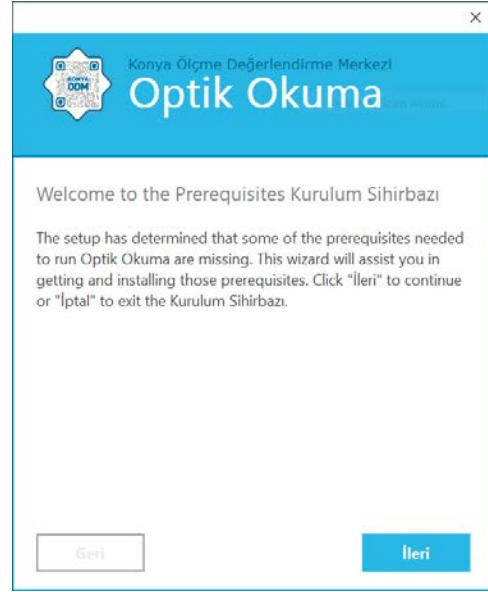 KONYA
ÖDM
Konya Ölçme Değerlendirme Merkezi
Optik Okuma
Welcome to the Prerequisites Kurulum Sihirbazı
The setup has determined that some of the prerequisites needed
to run Optik Okuma are missing. This wizard will assist you in
getting and installing those prerequisites. Click "İleri" to continue
or "İptal" to exit the Kurulum Sihirbazı.
Geri
İleri